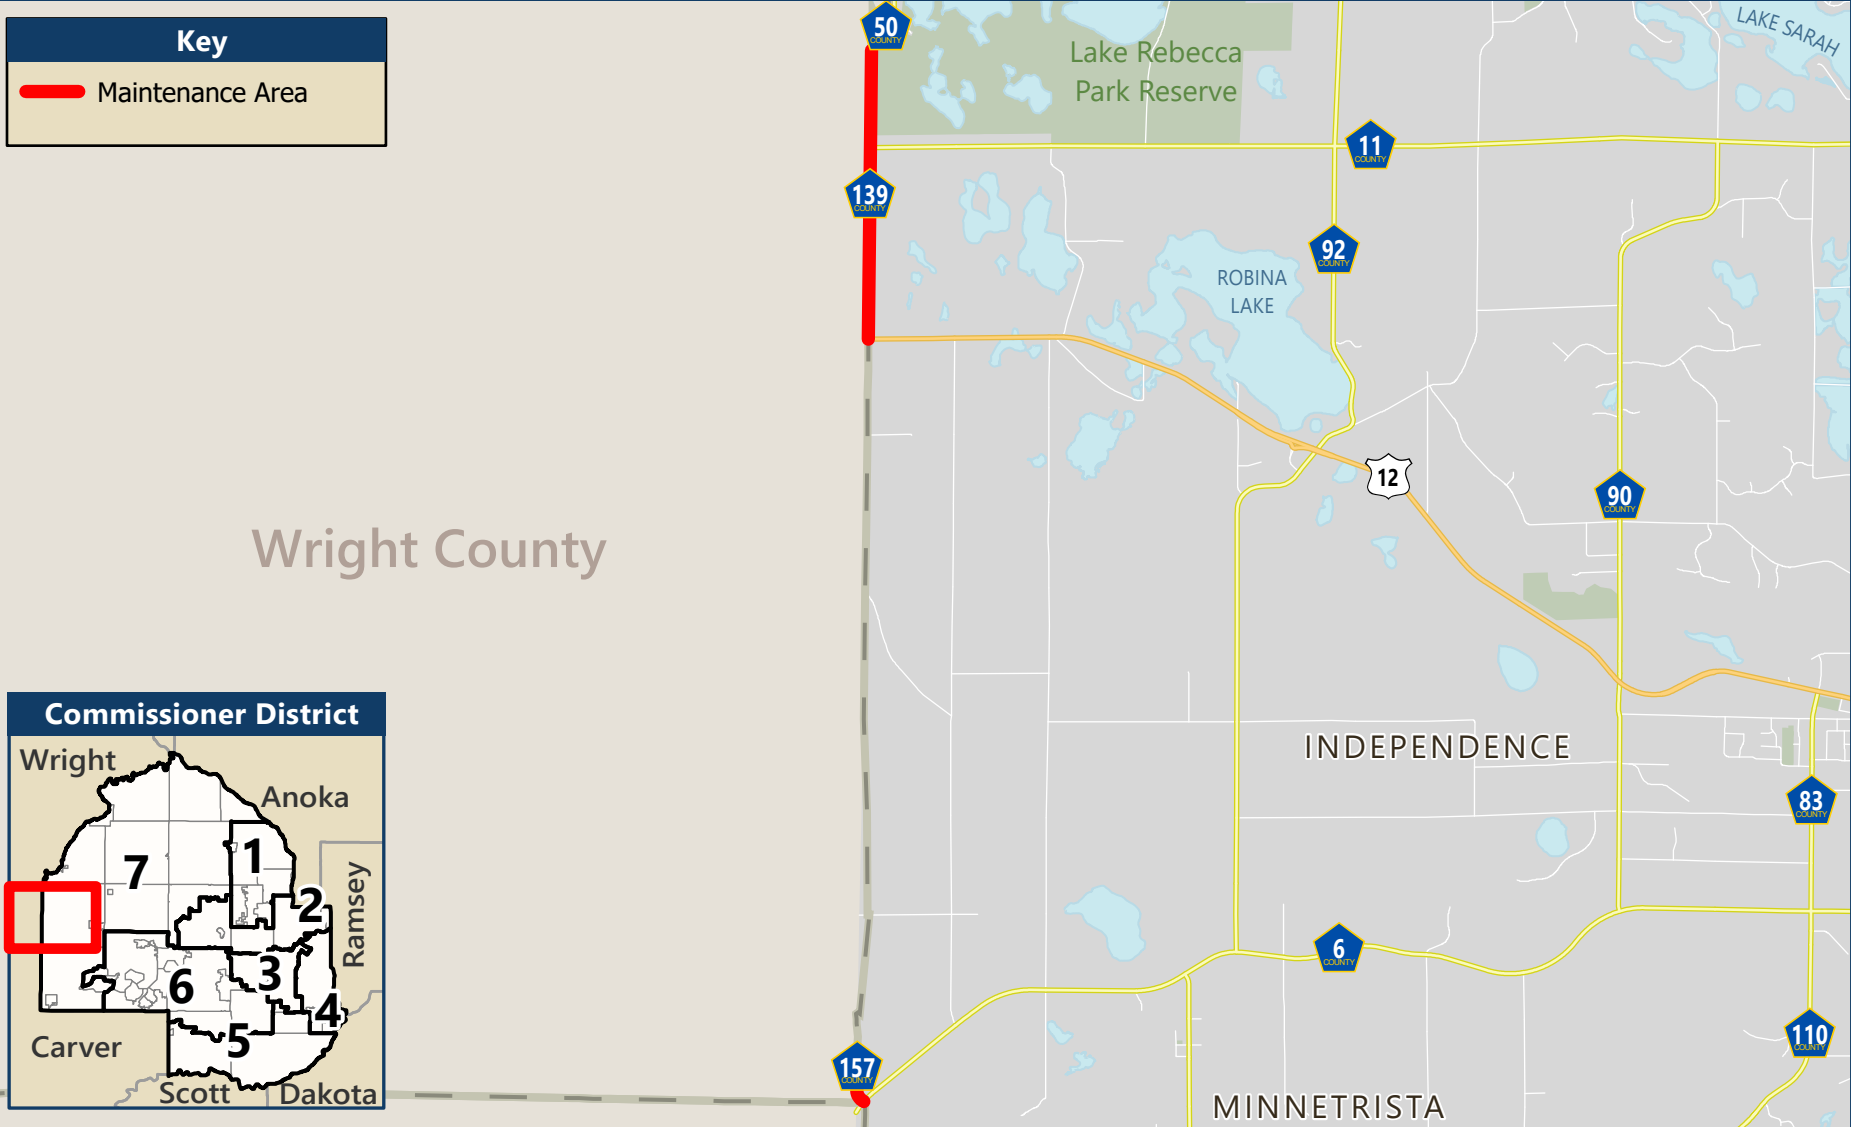 Key
Maintenance Area
50
COUNTY
Lake Rebecca
Park Reserve
LAKE SARAH
11
COUNTY
139
COUNTY
92
COUNTY
ROBINA
LAKE
12
90
COUNTY
Wright County
INDEPENDENCE
83
COUNTY
6
COUNTY
110
COUNTY
157
COUNTY
MINNETRISTA
Commissioner District
Wright
Anoka
7
1
2
Ramsey
6
3
4
5
Carver
Scott
Dakota